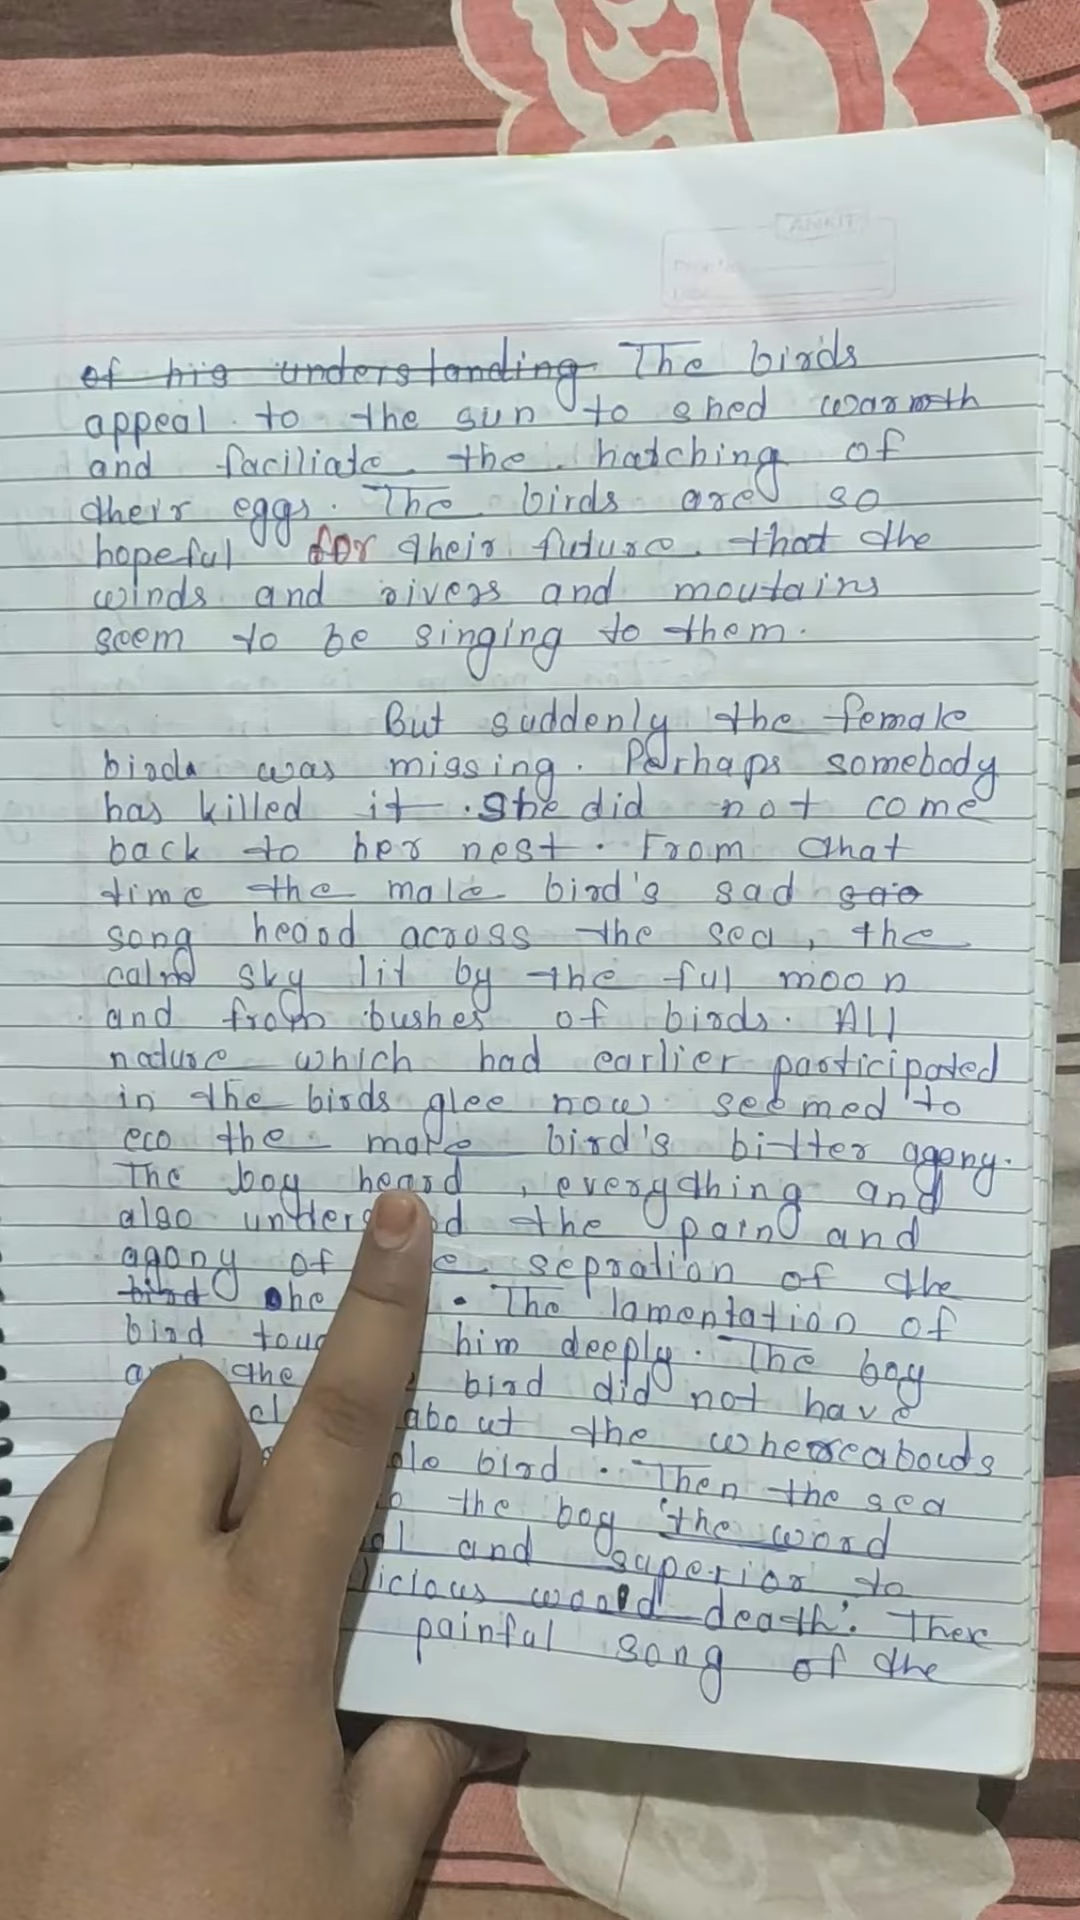 ANKIT
of his understanding The birds
appeal to the sun to shed warmth
and faciliate the hatching of
their eggs. The birds are so
hopeful for their future that the
winds and rivers and moutains
seem to be singing to them.
But suddenly the female
bird was missing. Perhaps somebody
has killed it. She did not come
back to her nest. From that
time the male bird's sad
song heard across the sea, the
calm sky lit by the ful moon
and from bushes of birds. All
nature which had earlier participated
in the birds glee now seemed to
eco the male bird's bitter agony.
The boy heard, everything and
also the pain and
agony of sepration of the
bird he . The lamentation of
bird him deeply. The boy
the bird did not have
about the whereabouts
bird. Then the sea
the boy 'the word
and superior to
word death'. There
painful song of the